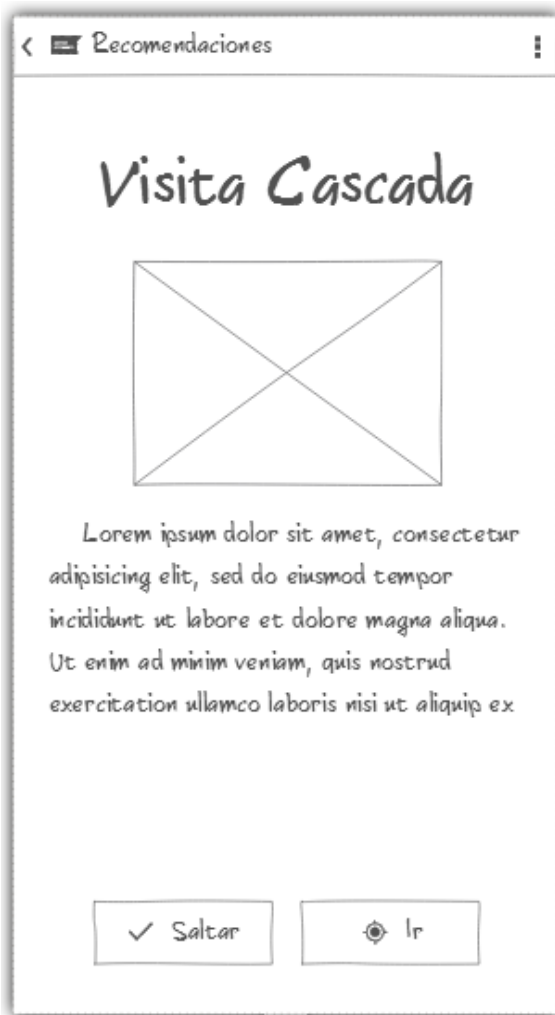 Recomendaciones
Visita Cascada
Lorem ipsum dolor sit amet, consectetur
adipisicing elit, sed do eiusmod tempor
incididunt ut labore et dolore magna aliqua.
Ut enim ad minim veniam, quis nostrud
exercitation ullamco laboris nisi ut aliquip ex
Saltar
Ir